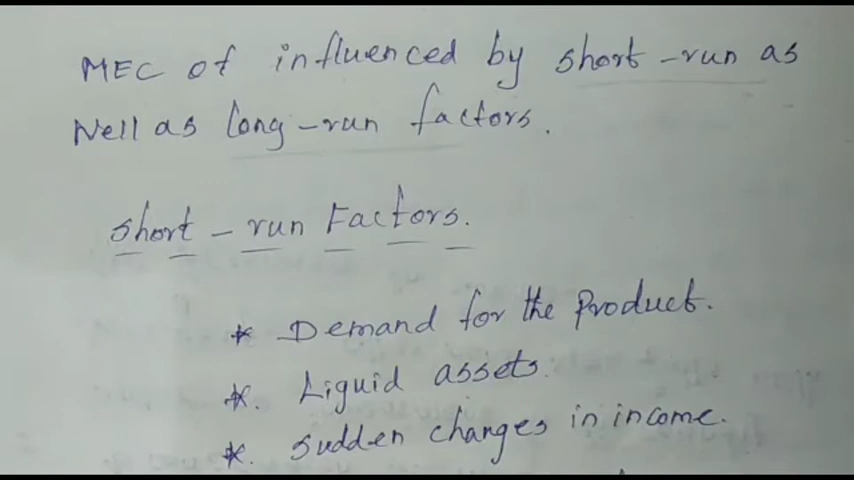 MEC of influenced by short-run as
Nell as long-run factors.
Short-run Factors.
* Demand for the Product.
*. Liquid assets.
*. Sudden changes in income.